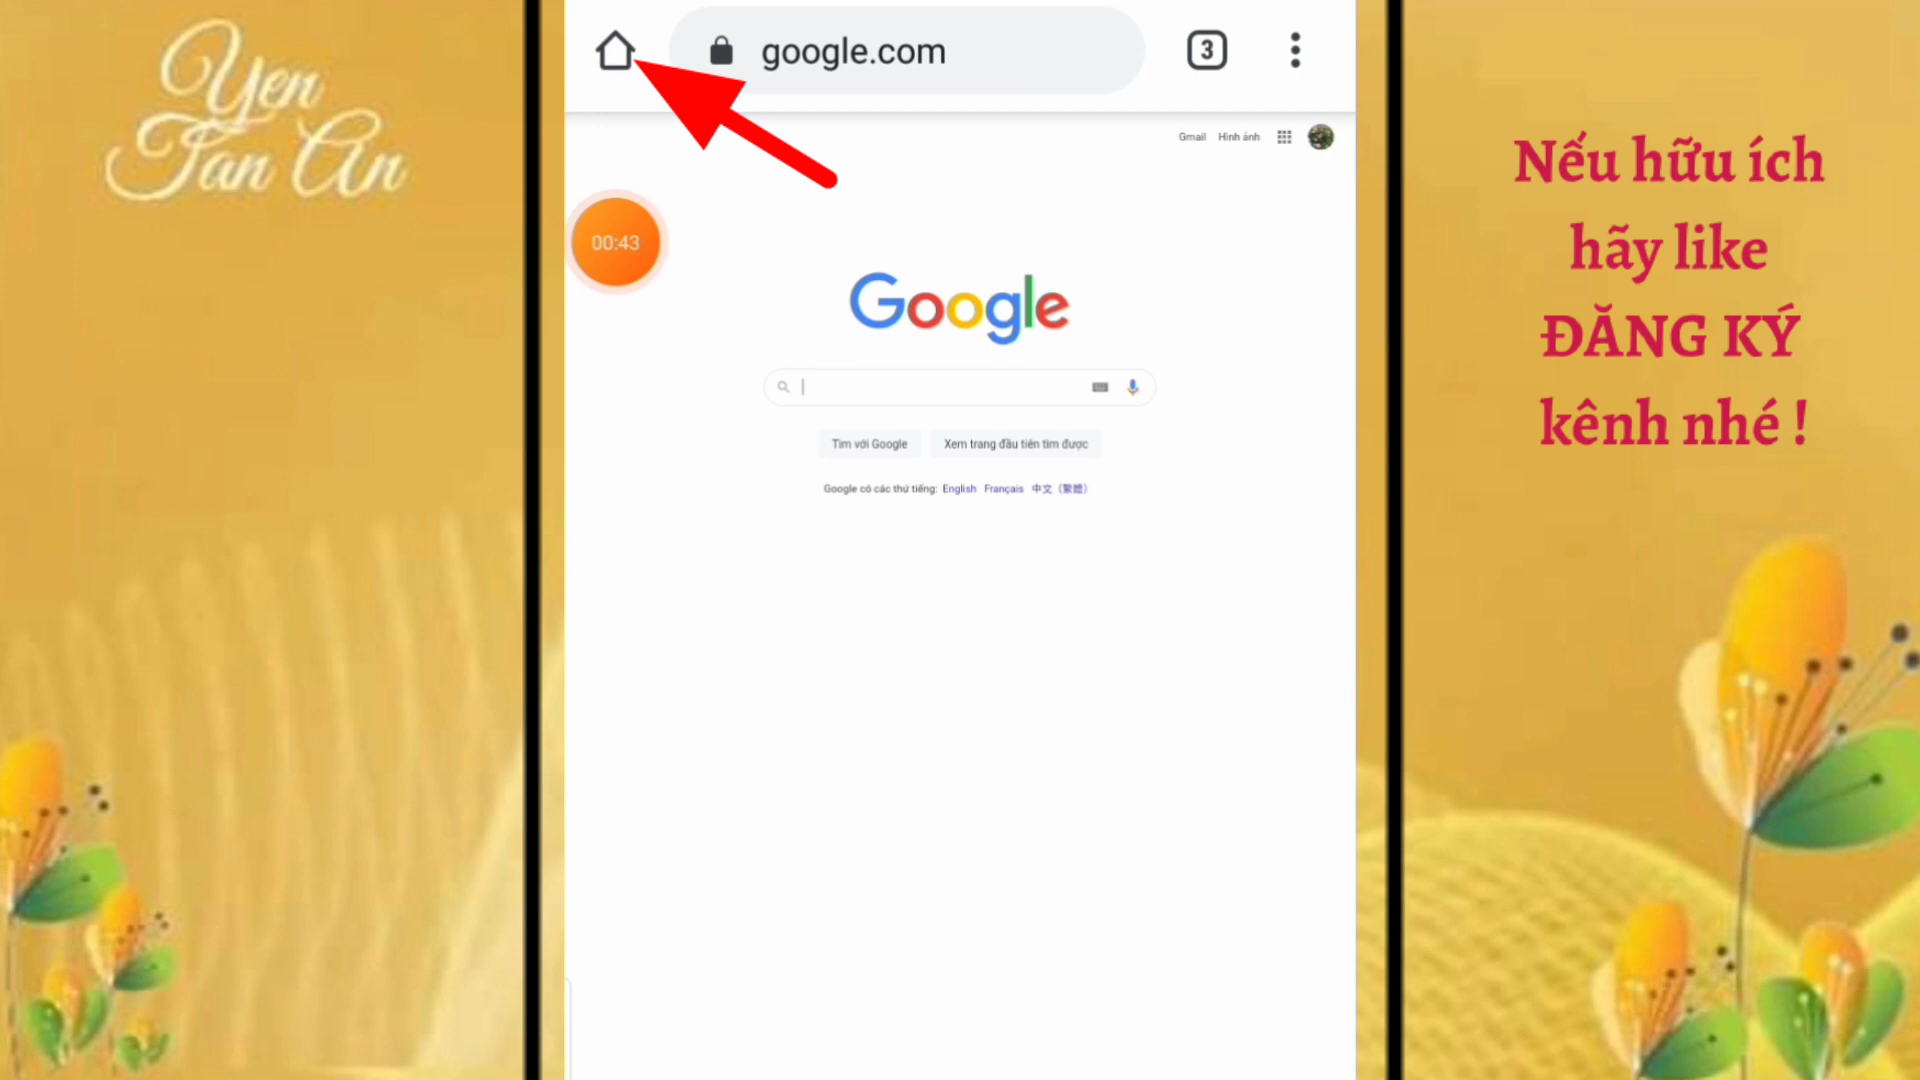 Yen
Tan An
google.com
3
Gmail Hình ảnh
00:43
Google
Tìm với Google Xem trang đầu tiên tìm được
Google có các thứ tiếng: English Français 中文 (繁體)
Nếu hữu ích
hãy like
ĐĂNG KÝ
kênh nhé !